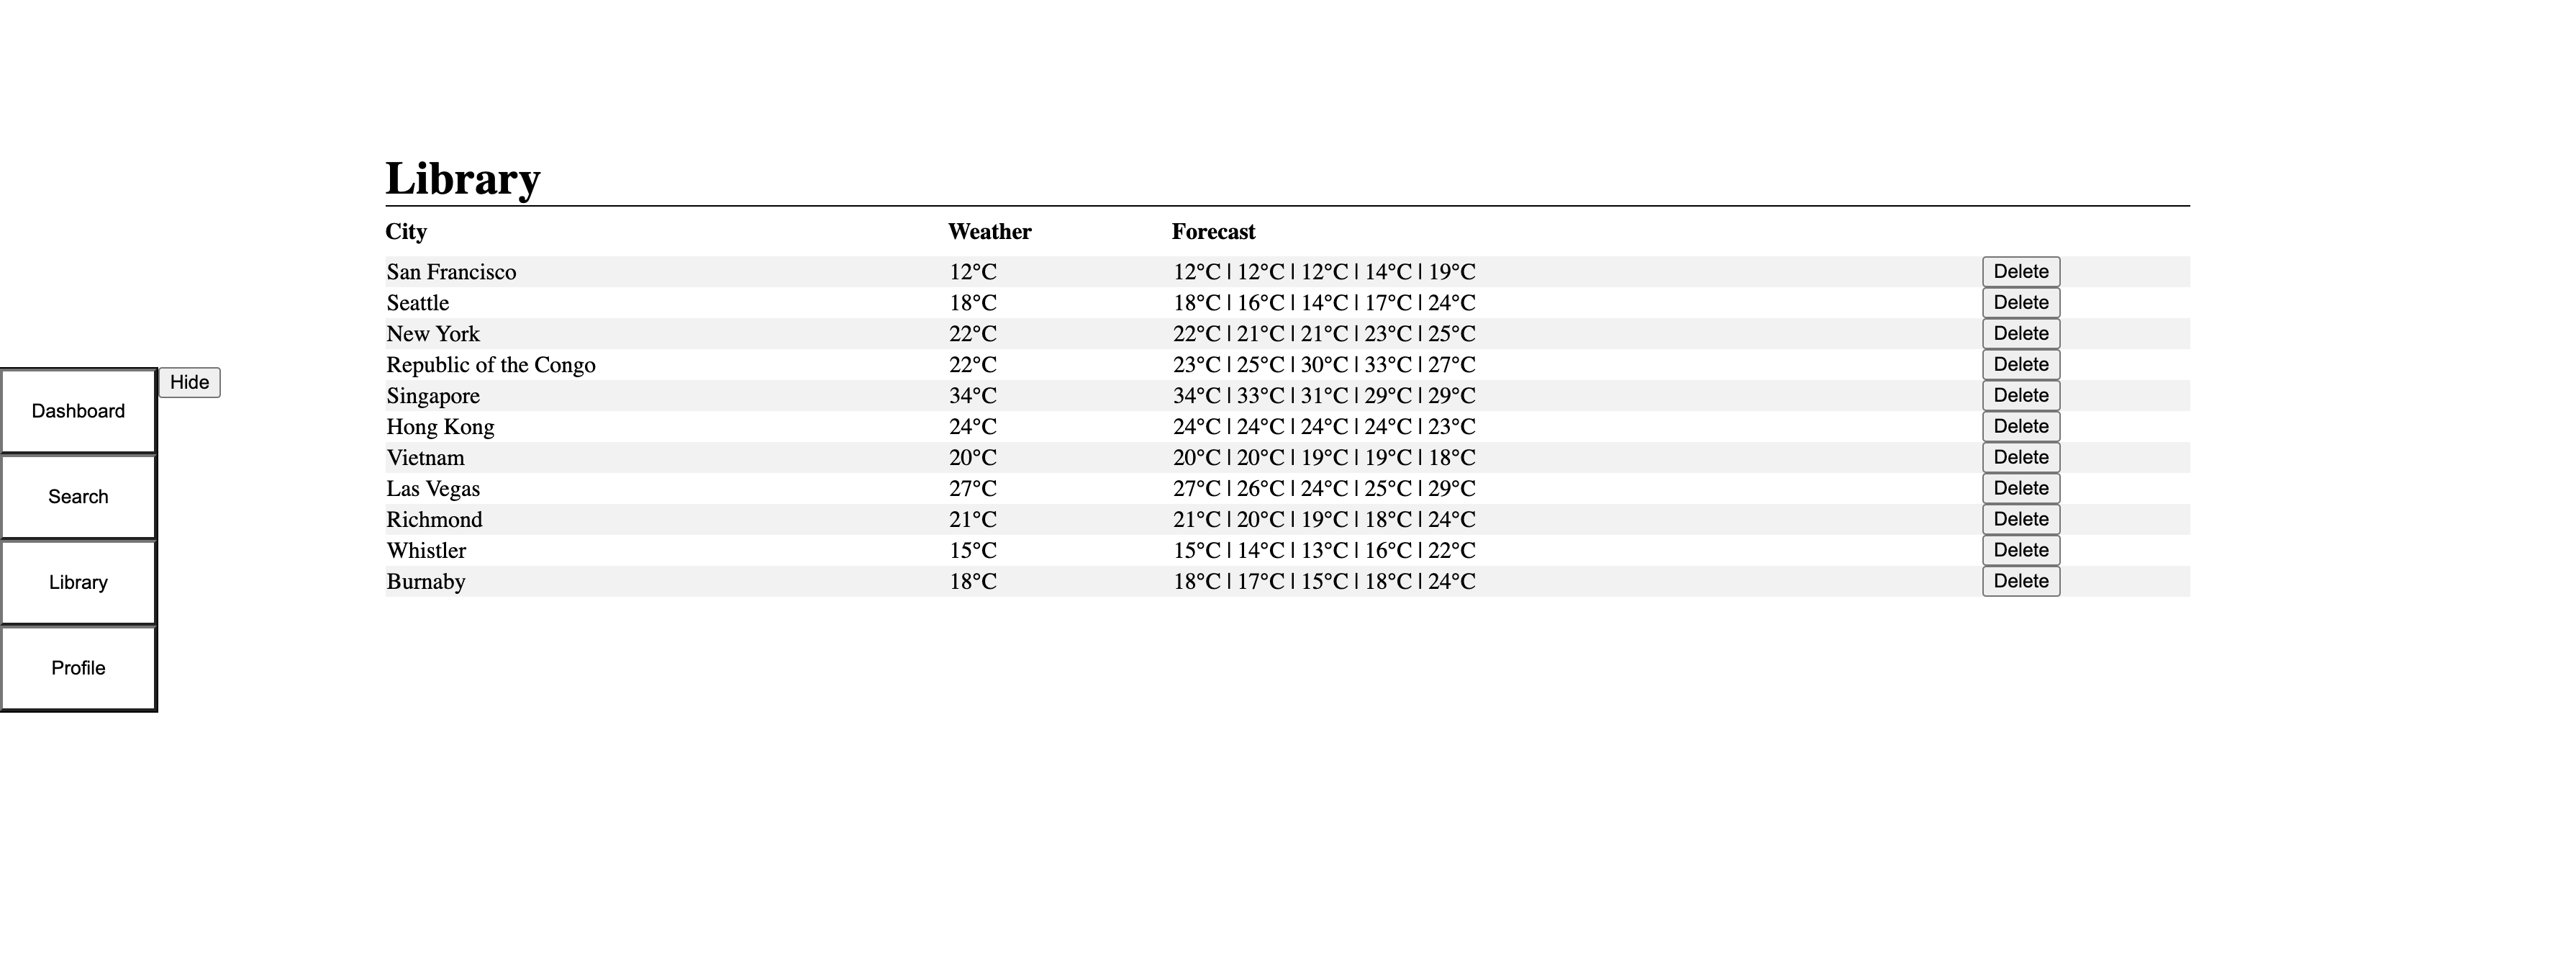 Library
City Weather Forecast
San Francisco 12°C 12°C | 12°C | 12°C | 14°C | 19°C Delete
Seattle 18°C 18°C | 16°C | 14°C | 17°C | 24°C Delete
New York 22°C 22°C | 21°C | 21°C | 23°C | 25°C Delete
Republic of the Congo 22°C 23°C | 25°C | 30°C | 33°C | 27°C Delete
Singapore 34°C 34°C | 33°C | 31°C | 29°C | 29°C Delete
Hong Kong 24°C 24°C | 24°C | 24°C | 24°C | 23°C Delete
Vietnam 20°C 20°C | 20°C | 19°C | 19°C | 18°C Delete
Las Vegas 27°C 27°C | 26°C | 24°C | 25°C | 29°C Delete
Richmond 21°C 21°C | 20°C | 19°C | 18°C | 24°C Delete
Whistler 15°C 15°C | 14°C | 13°C | 16°C | 22°C Delete
Burnaby 18°C 18°C | 17°C | 15°C | 18°C | 24°C Delete
Hide
Dashboard
Search
Library
Profile